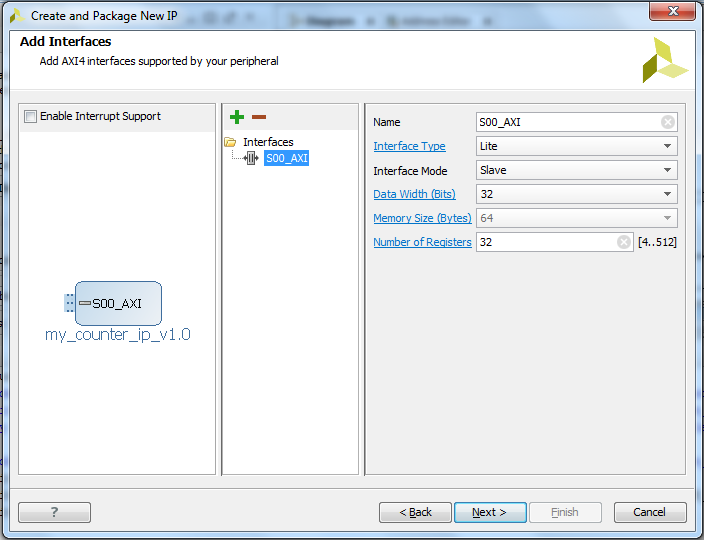 Create and Package New IP
Add Interfaces
Add AXI4 interfaces supported by your peripheral
Enable Interrupt Support
S00_AXI
my_counter_ip_v1.0
Interfaces
S00_AXI
Name S00_AXI
Interface Type Lite
Interface Mode Slave
Data Width (Bits) 32
Memory Size (Bytes) 64
Number of Registers 32 [4..512]
? < Back Next > Finish Cancel